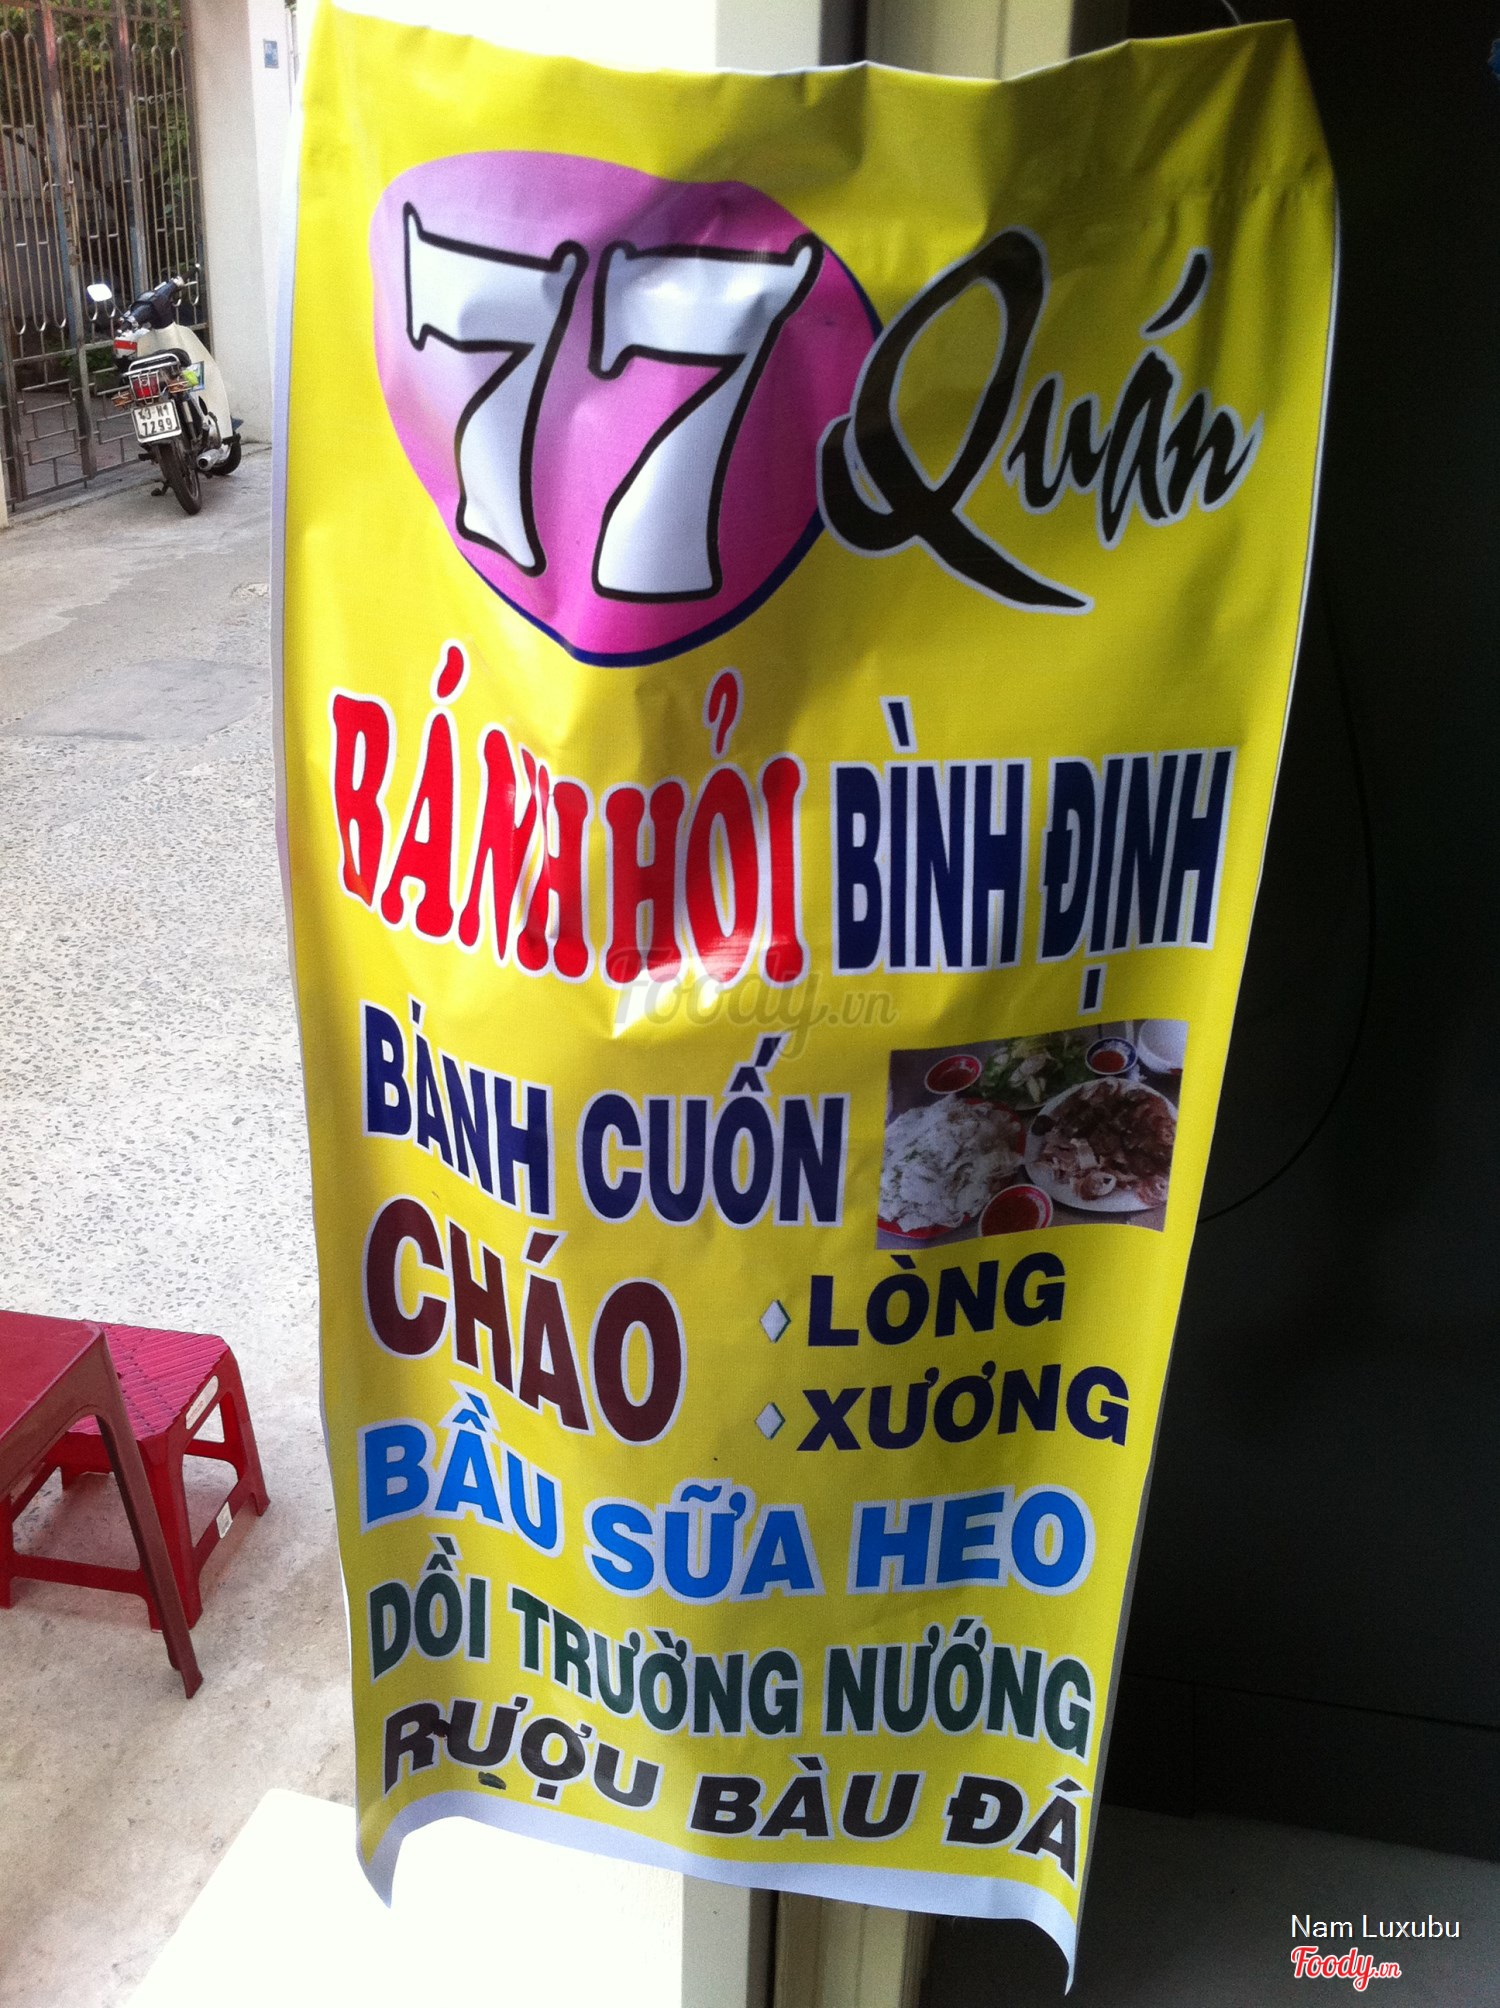 77 Quán
BÁNH HỎI BÌNH ĐỊNH
BÁNH CUỐN
CHÁO
LÒNG
XƯƠNG
BẦU SỮA HEO
DỒI TRƯỜNG NƯỚNG
RƯỢU BÀU ĐÁ
Foody.vn
7299
Nam Luxubu
Foody.vn